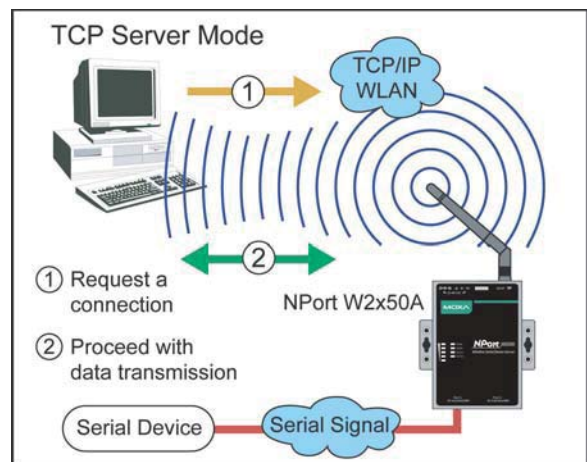 TCP Server Mode
1
TCP/IP
WLAN
2
1 Request a
connection
NPort W2x50A
2 Proceed with
data transmission
MOXA
NPort
Serial Device
Serial Signal